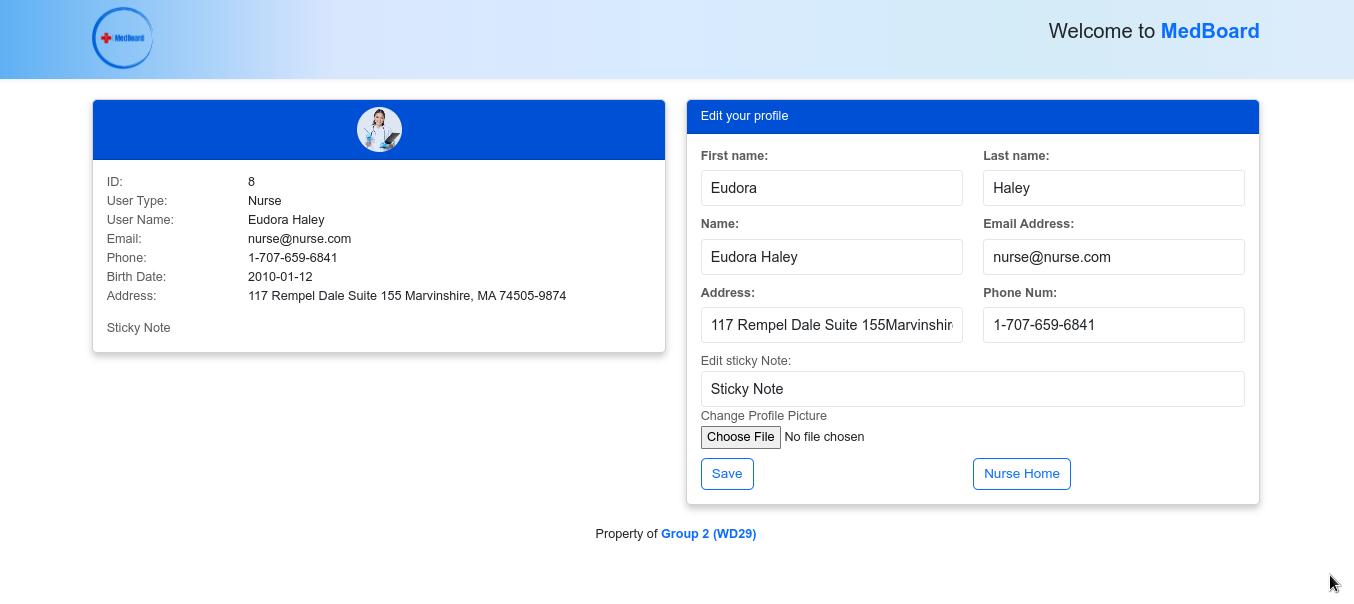 MedBoard
Welcome to MedBoard
ID: 8
User Type: Nurse
User Name: Eudora Haley
Email: nurse@nurse.com
Phone: 1-707-659-6841
Birth Date: 2010-01-12
Address: 117 Rempel Dale Suite 155 Marvinshire, MA 74505-9874
Sticky Note
Edit your profile
First name: Last name:
Eudora Haley
Name: Email Address:
Eudora Haley nurse@nurse.com
Address: Phone Num:
117 Rempel Dale Suite 155Marvinshir 1-707-659-6841
Edit sticky Note:
Sticky Note
Change Profile Picture
Choose File No file chosen
Save Nurse Home
Property of Group 2 (WD29)